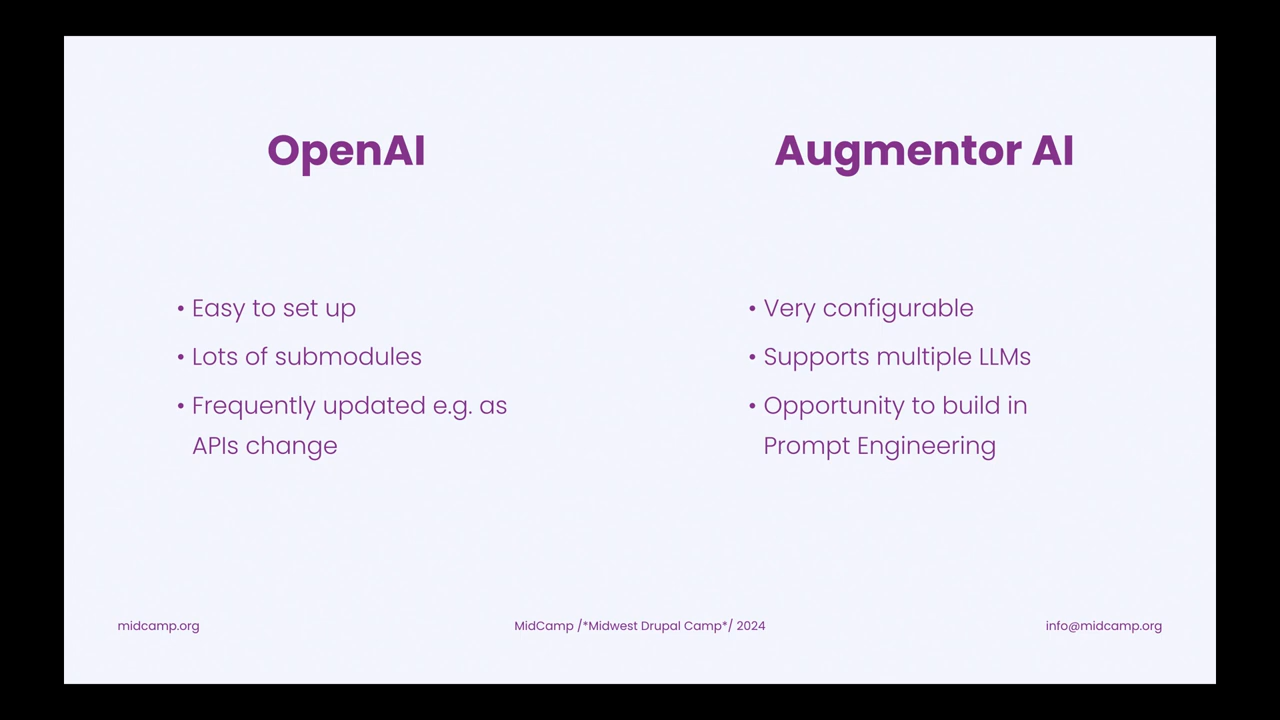 OpenAI
• Easy to set up
• Lots of submodules
• Frequently updated e.g. as
APIs change
Augmentor AI
• Very configurable
• Supports multiple LLMs
• Opportunity to build in
Prompt Engineering
midcamp.org
MidCamp /*Midwest Drupal Camp*/ 2024
info@midcamp.org